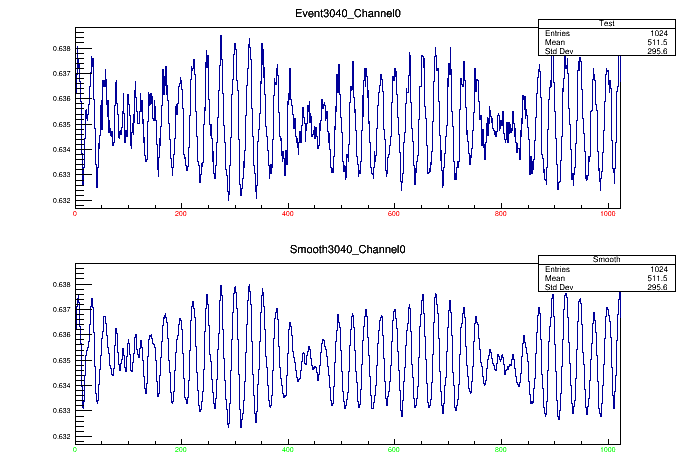 Event3040_Channel0
Test
Entries 1024
Mean 511.5
Std Dev 295.6
0.638
0.637
0.636
0.635
0.634
0.633
0.632
0 200 400 600 800 1000
Smooth3040_Channel0
Smooth
Entries 1024
Mean 511.5
Std Dev 295.6
0.638
0.637
0.636
0.635
0.634
0.633
0.632
0 200 400 600 800 1000